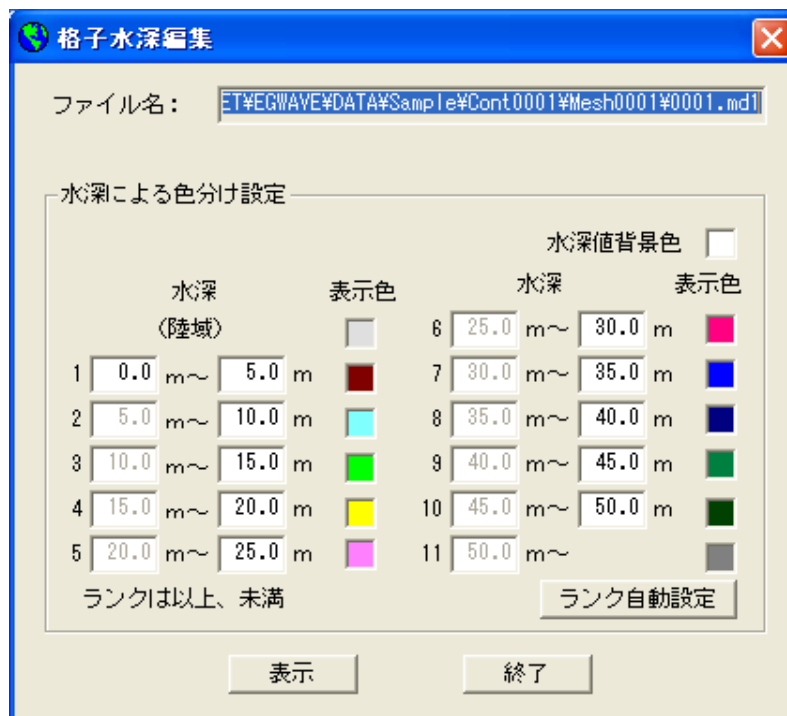 格子水深編集
ファイル名： ET¥EGWAVE¥DATA¥Sample¥Cont0001¥Mesh0001¥0001.md1
水深による色分け設定
水深値背景色
水深 表示色
(陸域)
1 0.0 m～ 5.0 m
2 5.0 m～ 10.0 m
3 10.0 m～ 15.0 m
4 15.0 m～ 20.0 m
5 20.0 m～ 25.0 m
水深 表示色
6 25.0 m～ 30.0 m
7 30.0 m～ 35.0 m
8 35.0 m～ 40.0 m
9 40.0 m～ 45.0 m
10 45.0 m～ 50.0 m
11 50.0 m～
ランクは以上、未満
ランク自動設定
表示
終了